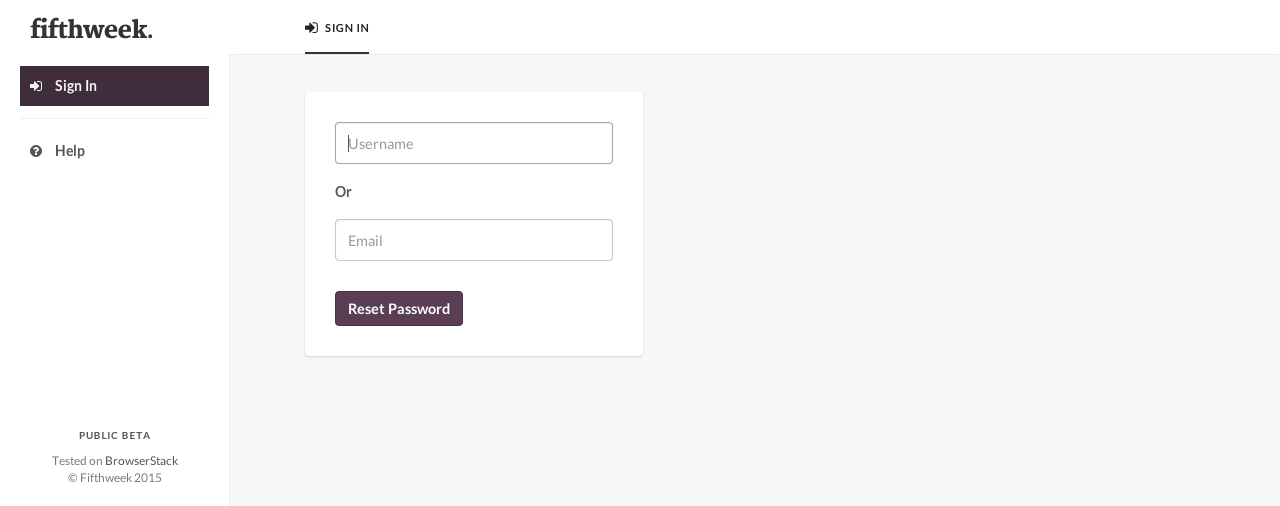 fifthweek.
SIGN IN
Sign In
Help
Username
Or
Email
Reset Password
PUBLIC BETA
Tested on BrowserStack
© Fifthweek 2015